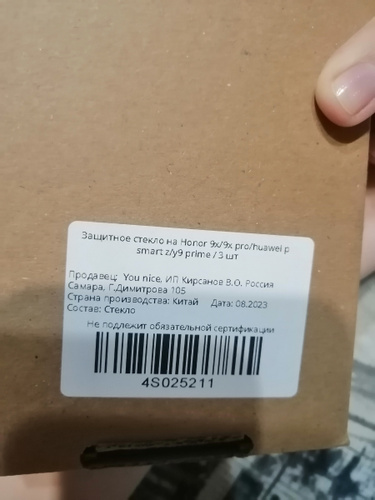 Защитное стекло на Honor 9x/9x pro/huawei p
smart z/y9 prime / 3 шт
Продавец: You nice, ИП Кирсанов В.О. Россия
Самара, Г.Димитрова 105
Страна производства: Китай Дата: 08.2023
Состав: Стекло
Не подлежит обязательной сертификации
4S025211